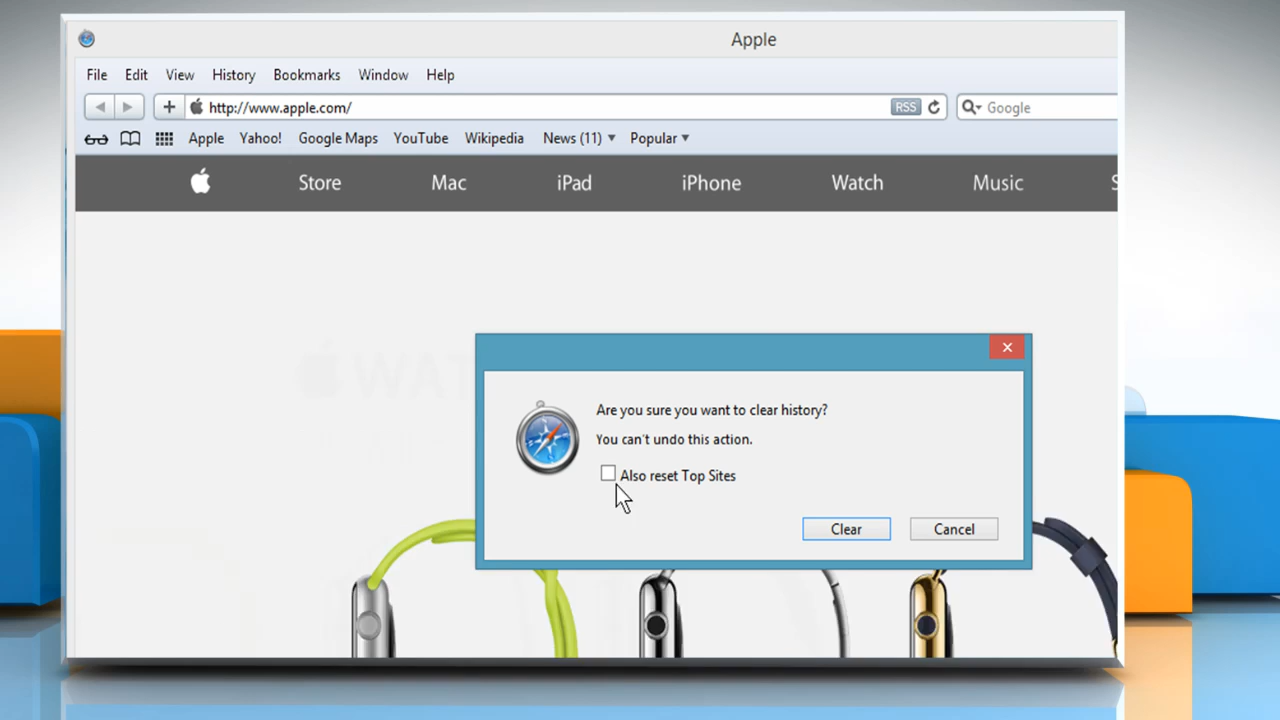 Apple
File Edit View History Bookmarks Window Help
http://www.apple.com/ RSS Google
Apple Yahoo! Google Maps YouTube Wikipedia News (11) Popular
Store Mac iPad iPhone Watch Music S
WAT
Are you sure you want to clear history?
You can't undo this action.
Also reset Top Sites
Clear Cancel